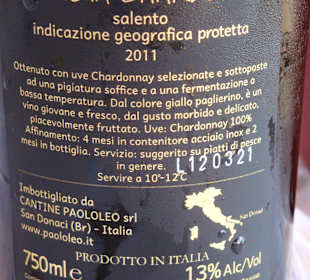 salento
indicazione geografica protetta
2011
Ottenuto con uve Chardonnay selezionate e sottoposte
ad una pigiatura soffice e a una fermentazione a
bassa temperatura. Dal colore giallo paglierino, è un
vino giovane e fresco, dal gusto morbido e delicato,
piacevolmente fruttato. Uve: Chardonnay 100%
Affinamento: 4 mesi in contenitore acciaio inox e 2
mesi in bottiglia. Servizio: suggerito su piatti di pesce
in genere.
L120321
Servire a 10°-12°C
Imbottigliato da
CANTINE PAOLOLEO srl
San Donaci (Br) - Italia
www.paololeo.it
San Donaci
PRODOTTO IN ITALIA
750ml e
13% Alc/Vol